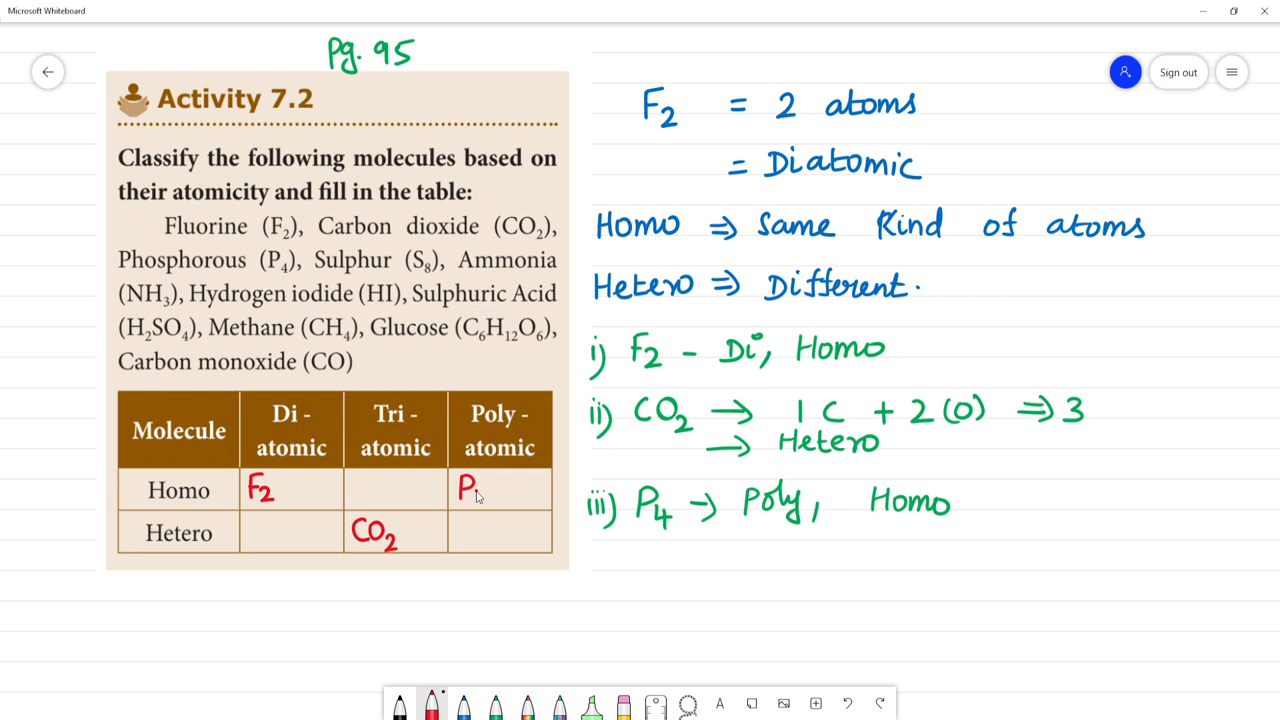 Microsoft Whiteboard
Pg. 95
Sign out
Activity 7.2
Classify the following molecules based on
their atomicity and fill in the table:
Fluorine (F₂), Carbon dioxide (CO₂),
Phosphorous (P₄), Sulphur (S₈), Ammonia
(NH₃), Hydrogen iodide (HI), Sulphuric Acid
(H₂SO₄), Methane (CH₄), Glucose (C₆H₁₂O₆),
Carbon monoxide (CO)
Molecule Di - atomic Tri - atomic Poly - atomic
Homo F₂ P
Hetero CO₂
F₂ = 2 atoms
= Diatomic
Homo ⇒ Same Kind of atoms
Hetero ⇒ Different.
i) F₂ - Di, Homo
ii) CO₂ → 1 C + 2 (O) ⇒ 3
→ Hetero
iii) P₄ → Poly, Homo
A